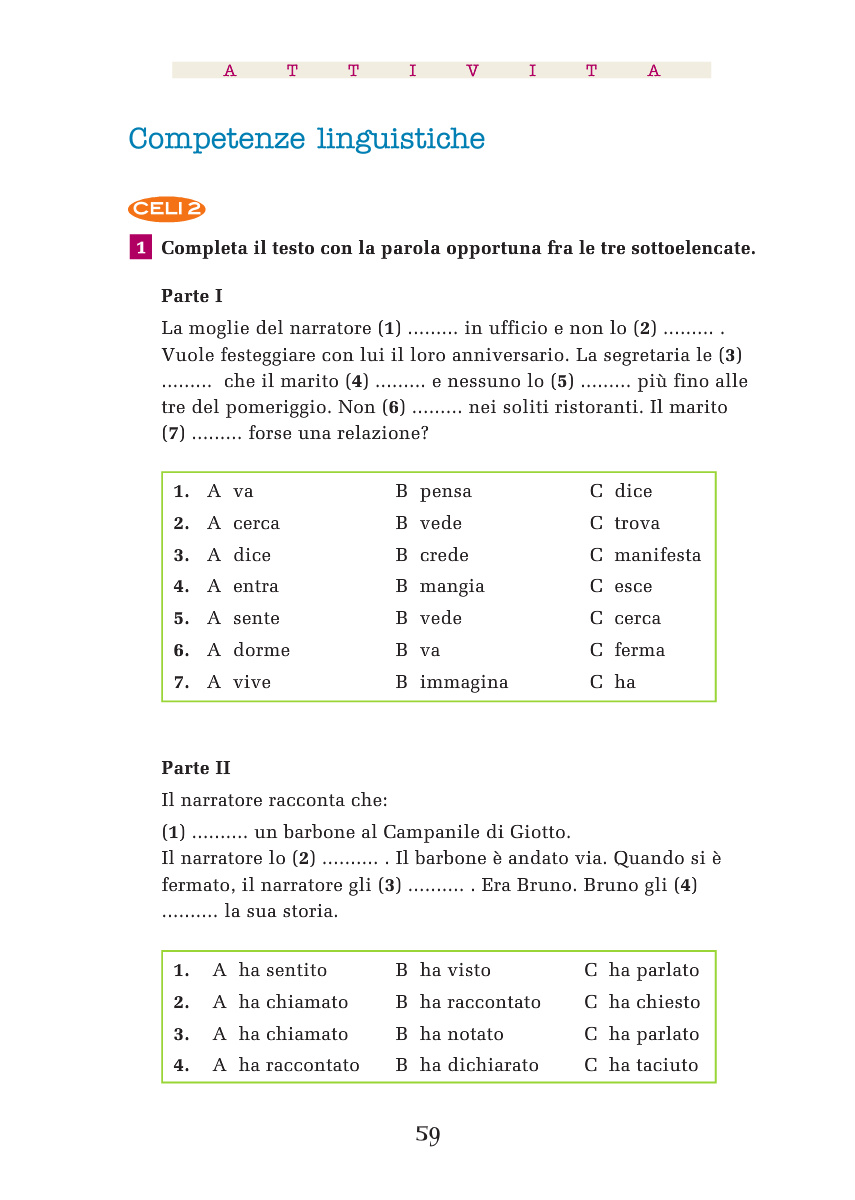 A T T I V I T A
Competenze linguistiche
CELI 2
1 Completa il testo con la parola opportuna fra le tre sottoelencate.
Parte I
La moglie del narratore (1) ......... in ufficio e non lo (2) ......... .
Vuole festeggiare con lui il loro anniversario. La segretaria le (3)
......... che il marito (4) ......... e nessuno lo (5) ......... più fino alle
tre del pomeriggio. Non (6) ......... nei soliti ristoranti. Il marito
(7) ......... forse una relazione?
1. A va B pensa C dice
2. A cerca B vede C trova
3. A dice B crede C manifesta
4. A entra B mangia C esce
5. A sente B vede C cerca
6. A dorme B va C ferma
7. A vive B immagina C ha
Parte II
Il narratore racconta che:
(1) .......... un barbone al Campanile di Giotto.
Il narratore lo (2) .......... . Il barbone è andato via. Quando si è
fermato, il narratore gli (3) .......... . Era Bruno. Bruno gli (4)
.......... la sua storia.
1. A ha sentito B ha visto C ha parlato
2. A ha chiamato B ha raccontato C ha chiesto
3. A ha chiamato B ha notato C ha parlato
4. A ha raccontato B ha dichiarato C ha taciuto
59